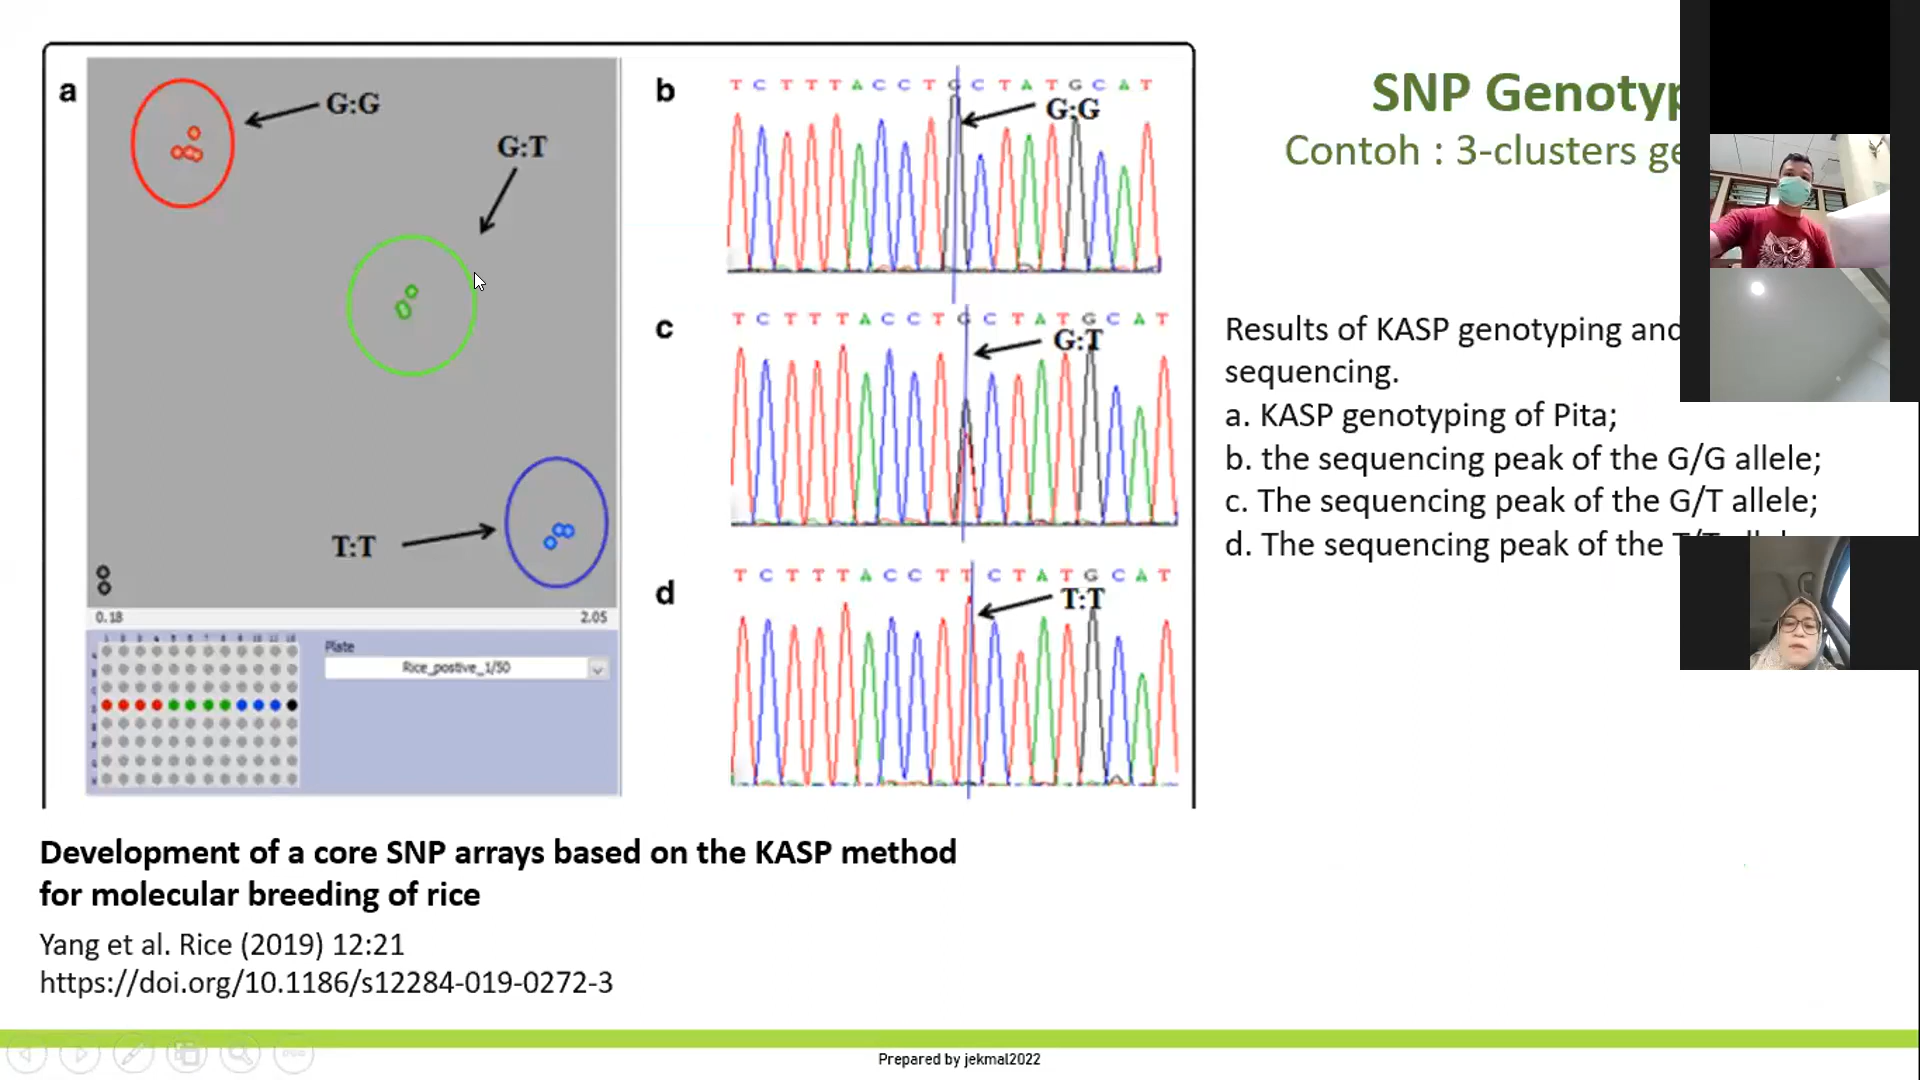 a
G:G
G:T
T:T
0.18
2.05
Plate
Rice_postive_1/50
b
T C T T T A C C T G C T A T G C A T
G:G
c
T C T T T A C C T G C T A T G C A T
G:T
d
T C T T T A C C T T C T A T G C A T
T:T
SNP Genotyp
Contoh : 3-clusters ge
Results of KASP genotyping and
sequencing.
a. KASP genotyping of Pita;
b. the sequencing peak of the G/G allele;
c. The sequencing peak of the G/T allele;
d. The sequencing peak of the
Development of a core SNP arrays based on the KASP method
for molecular breeding of rice
Yang et al. Rice (2019) 12:21
https://doi.org/10.1186/s12284-019-0272-3
Prepared by jekmal2022